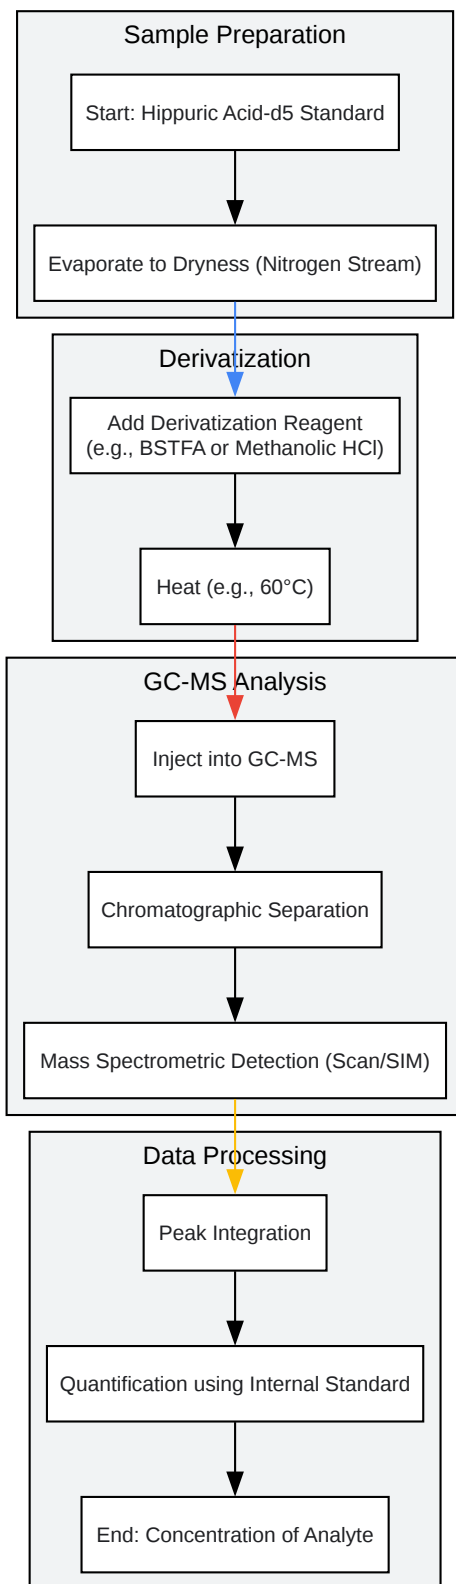 Sample Preparation
Start: Hippuric Acid-d5 Standard
Evaporate to Dryness (Nitrogen Stream)
Derivatization
Add Derivatization Reagent
(e.g., BSTFA or Methanolic HCl)
Heat (e.g., 60°C)
GC-MS Analysis
Inject into GC-MS
Chromatographic Separation
Mass Spectrometric Detection (Scan/SIM)
Data Processing
Peak Integration
Quantification using Internal Standard
End: Concentration of Analyte